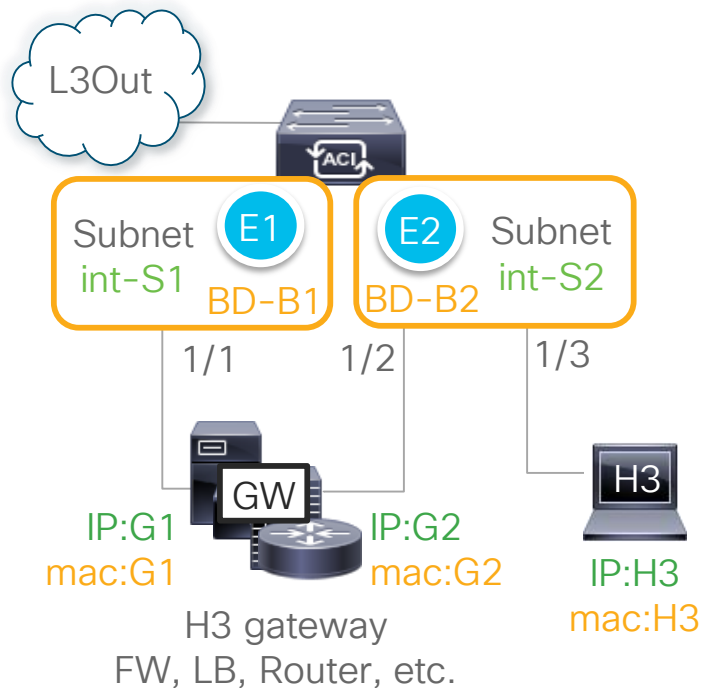 L3Out
ACI
Subnet
int-S1
E1
BD-B1
E2
BD-B2
Subnet
int-S2
1/1
1/2
1/3
GW
H3
IP:G1
mac:G1
IP:G2
mac:G2
IP:H3
mac:H3
H3 gateway
FW, LB, Router, etc.